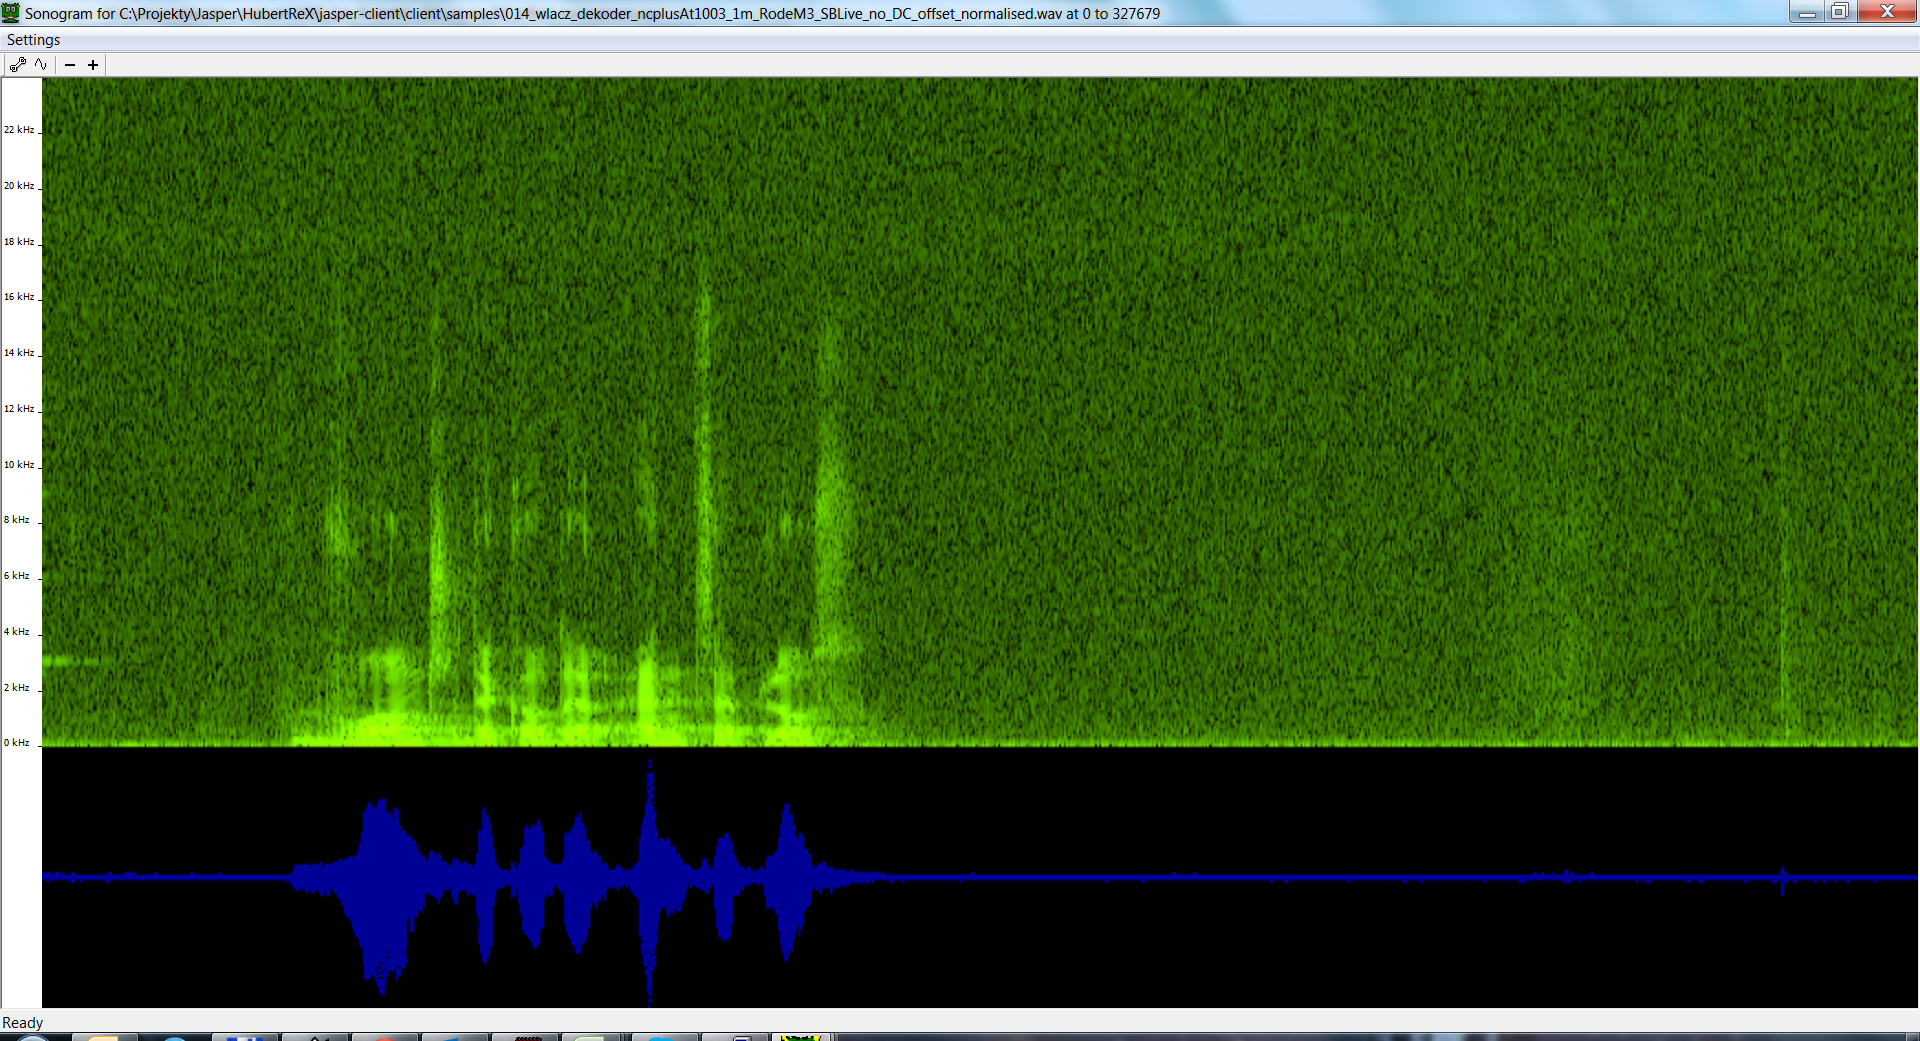 Sonogram for C:\Projekty\Jasper\HubertReX\jasper-client\client\samples\014_wlacz_dekoder_ncplusAt1003_1m_RodeM3_SBLive_no_DC_offset_normalised.wav at 0 to 327679
Settings
22 kHz
20 kHz
18 kHz
16 kHz
14 kHz
12 kHz
10 kHz
8 kHz
6 kHz
4 kHz
2 kHz
0 kHz
Ready